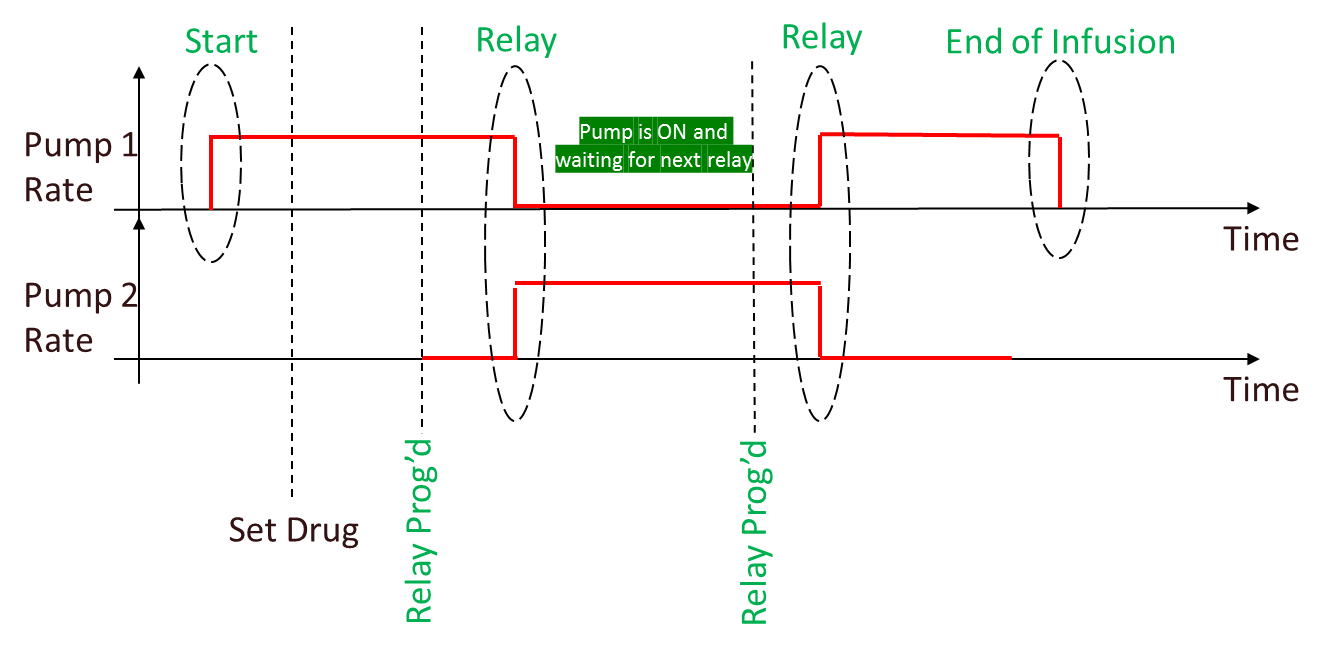 Start
Relay
Relay
End of Infusion
Pump is ON and
waiting for next relay
Pump 1
Rate
Time
Pump 2
Rate
Time
Relay Prog’d
Relay Prog’d
Set Drug